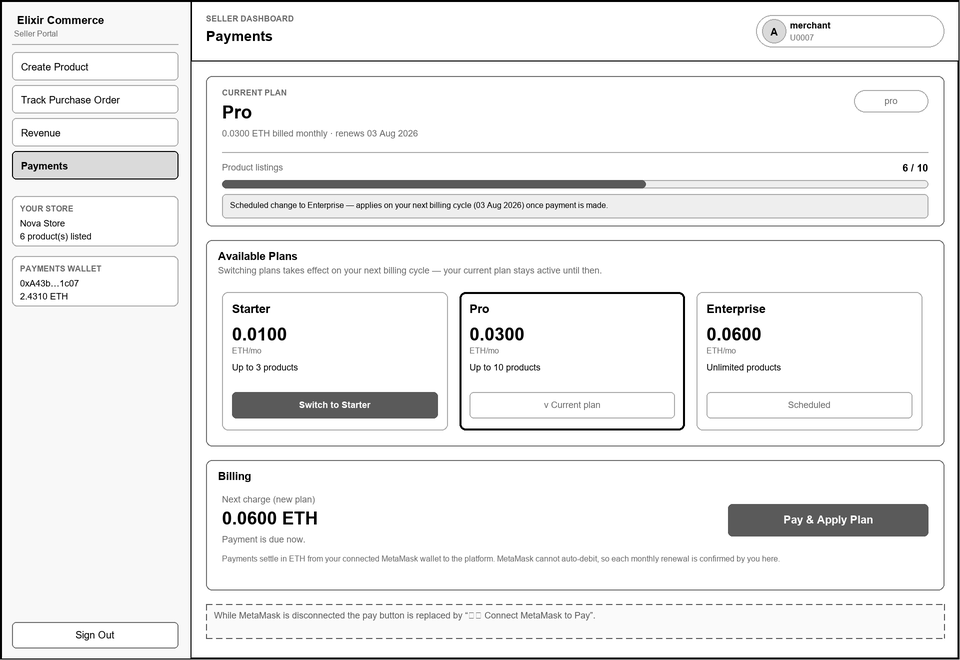 Elixir Commerce
Seller Portal
Create Product
Track Purchase Order
Revenue
Payments
YOUR STORE
Nova Store
6 product(s) listed
PAYMENTS WALLET
0xA43b…1c07
2.4310 ETH
Sign Out
SELLER DASHBOARD
Payments
A
merchant
U0007
CURRENT PLAN
Pro
pro
0.0300 ETH billed monthly · renews 03 Aug 2026
Product listings
6 / 10
Scheduled change to Enterprise — applies on your next billing cycle (03 Aug 2026) once payment is made.
Available Plans
Switching plans takes effect on your next billing cycle — your current plan stays active until then.
Starter
0.0100
ETH/mo
Up to 3 products
Switch to Starter
Pro
0.0300
ETH/mo
Up to 10 products
v Current plan
Enterprise
0.0600
ETH/mo
Unlimited products
Scheduled
Billing
Next charge (new plan)
0.0600 ETH
Payment is due now.
Pay & Apply Plan
Payments settle in ETH from your connected MetaMask wallet to the platform. MetaMask cannot auto-debit, so each monthly renewal is confirmed by you here.
While MetaMask is disconnected the pay button is replaced by “▯▯ Connect MetaMask to Pay”.